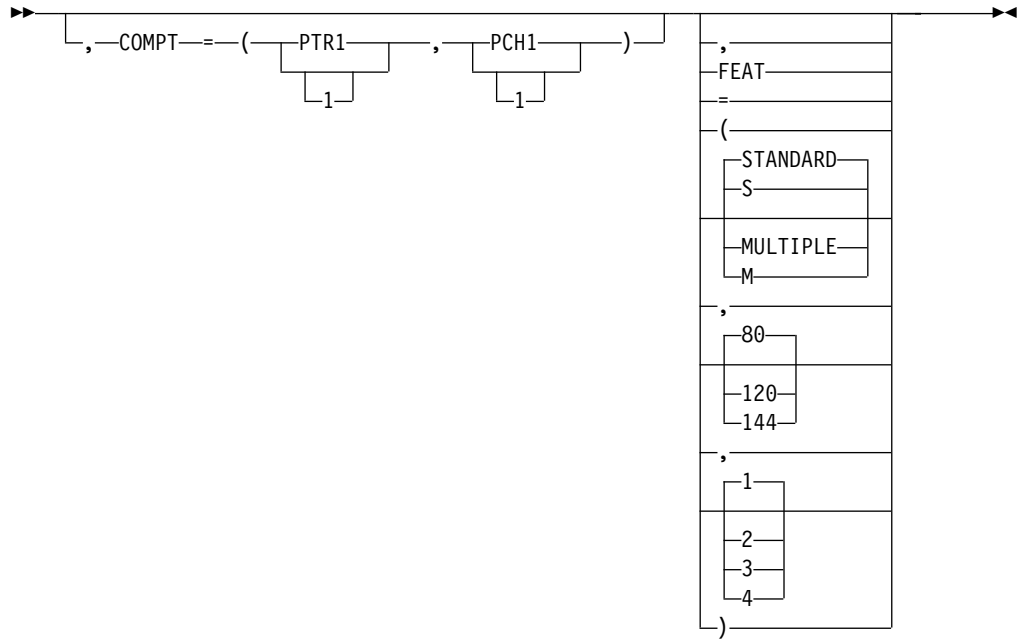 ,COMPT=( PTR1 , PCH1 )
1 1
,
FEAT
=
(
STANDARD
S
MULTIPLE
M
,
80
120
144
,
1
2
3
4
)